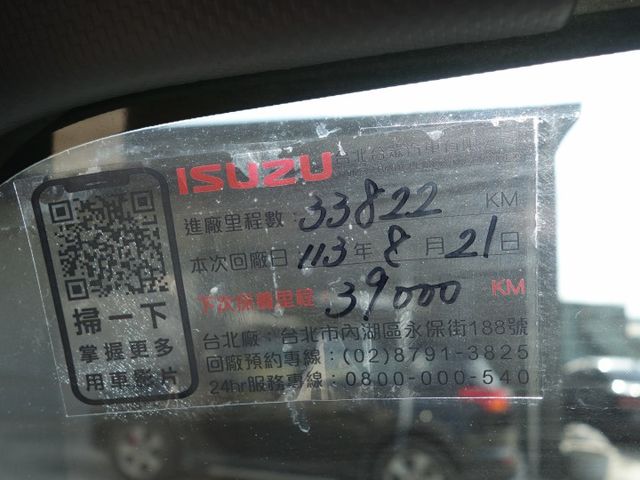 ISUZU
進廠里程數：33822 KM
本次回廠日 113 年 8 月 21 日
下次保養里程：39000 KM
台北廠：台北市內湖區永保街188號
回廠預約專線：(02)8791-3825
24hr服務專線：0800-000-540
掃一下
掌握更多
用車影片